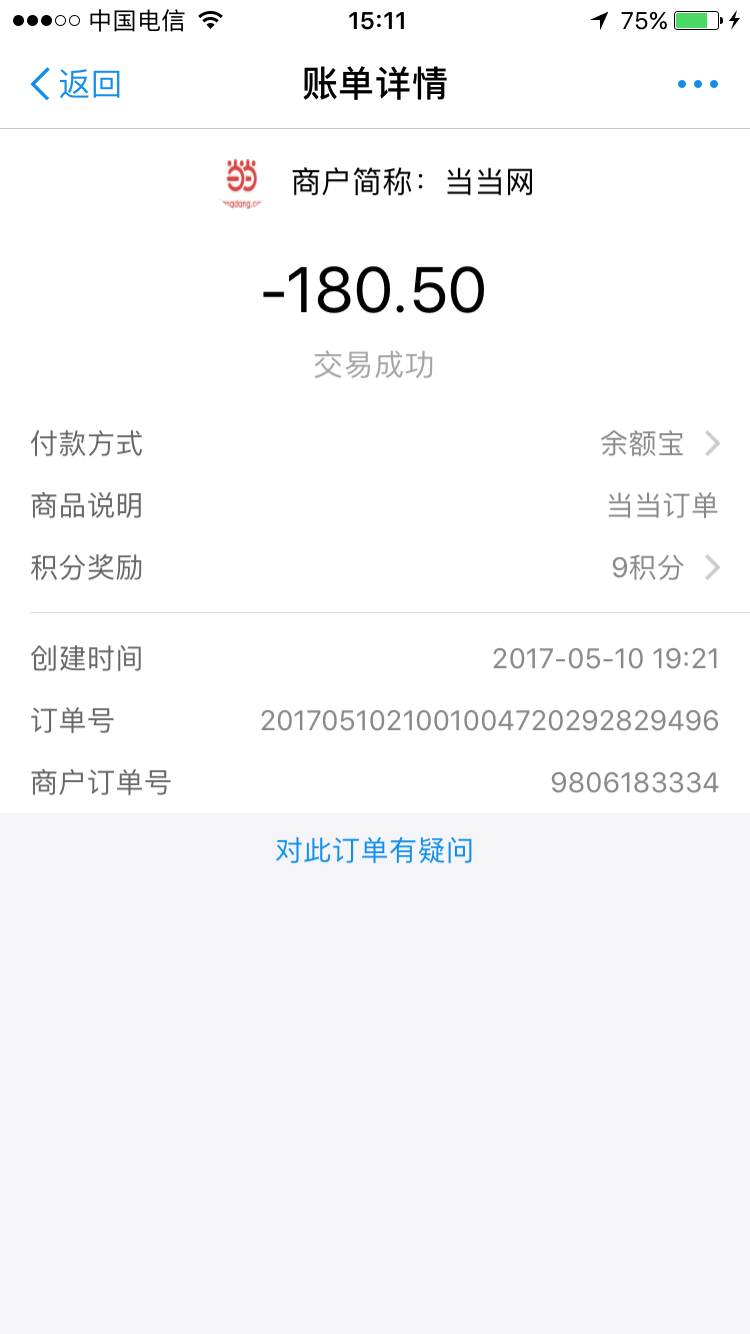 中国电信 15:11 75%
返回 账单详情
ngdang.co 商户简称：当当网
-180.50
交易成功
付款方式 余额宝
商品说明 当当订单
积分奖励 9积分
创建时间 2017-05-10 19:21
订单号 2017051021001004720292829496
商户订单号 9806183334
对此订单有疑问